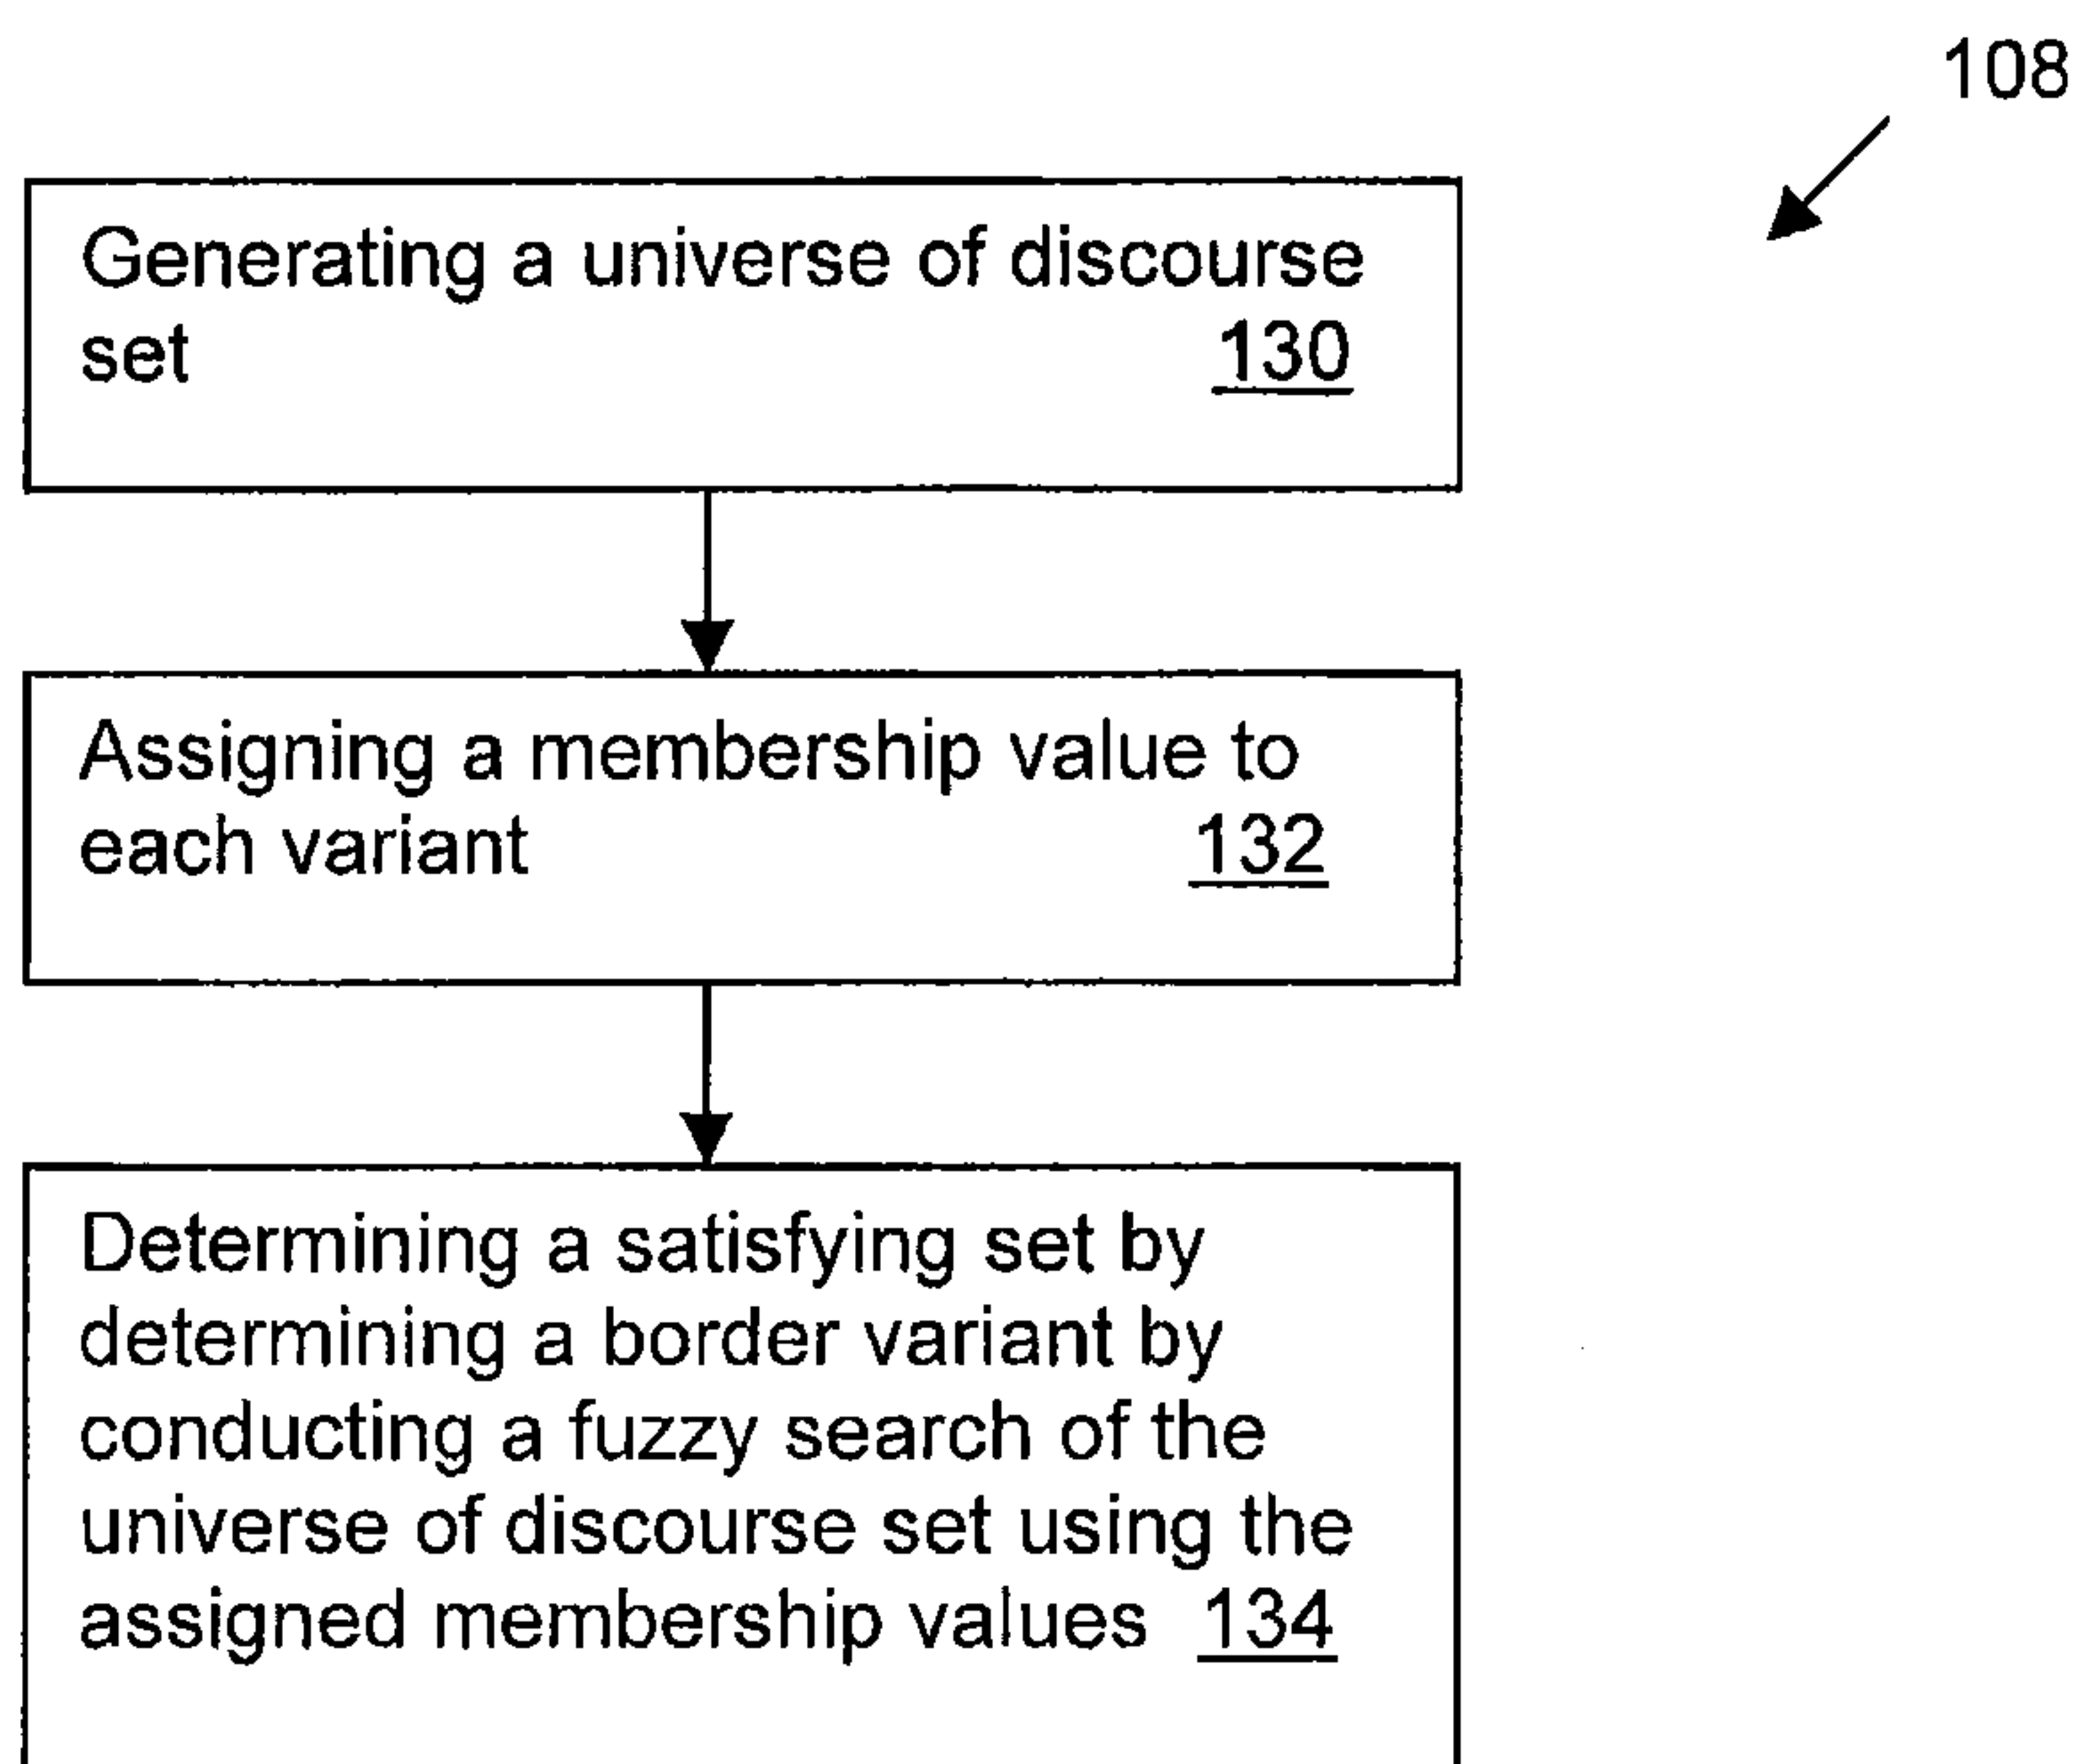 108
Generating a universe of discourse
set 130
Assigning a membership value to
each variant 132
Determining a satisfying set by
determining a border variant by
conducting a fuzzy search of the
universe of discourse set using the
assigned membership values 134